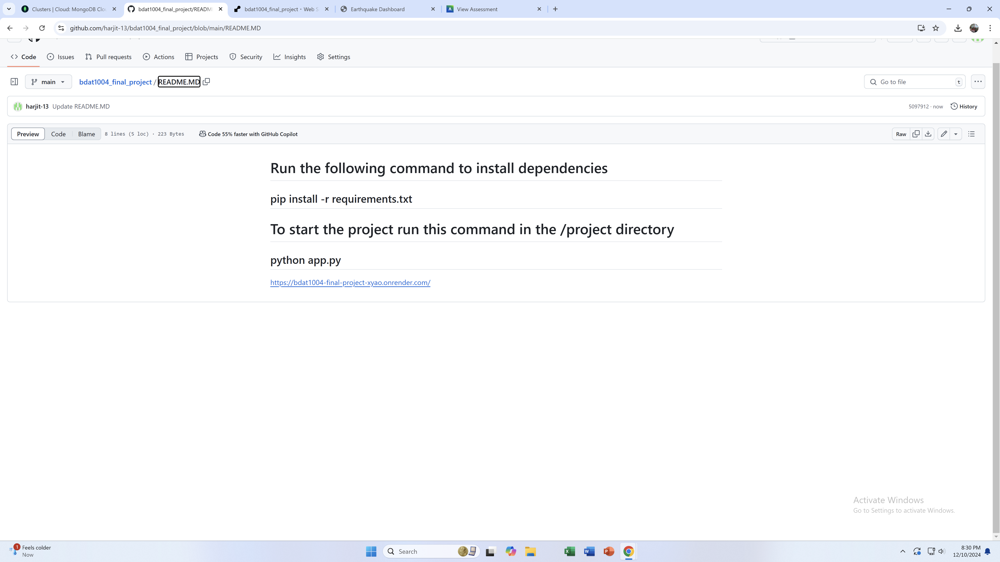 Clusters | Cloud: MongoDB Clou
bdat1004_final_project/READM
bdat1004_final_project · Web S
Earthquake Dashboard
View Assessment
github.com/harjit-13/bdat1004_final_project/blob/main/README.MD
Code
Issues
Pull requests
Actions
Projects
Security
Insights
Settings
main
bdat1004_final_project / README.MD
Go to file
t
harjit-13 Update README.MD
5097912 · now
History
Preview
Code
Blame
8 lines (5 loc) · 223 Bytes
Code 55% faster with GitHub Copilot
Raw
Run the following command to install dependencies
pip install -r requirements.txt
To start the project run this command in the /project directory
python app.py
https://bdat1004-final-project-xyao.onrender.com/
Activate Windows
Go to Settings to activate Windows.
1
Feels colder
Now
Search
8:30 PM
12/10/2024